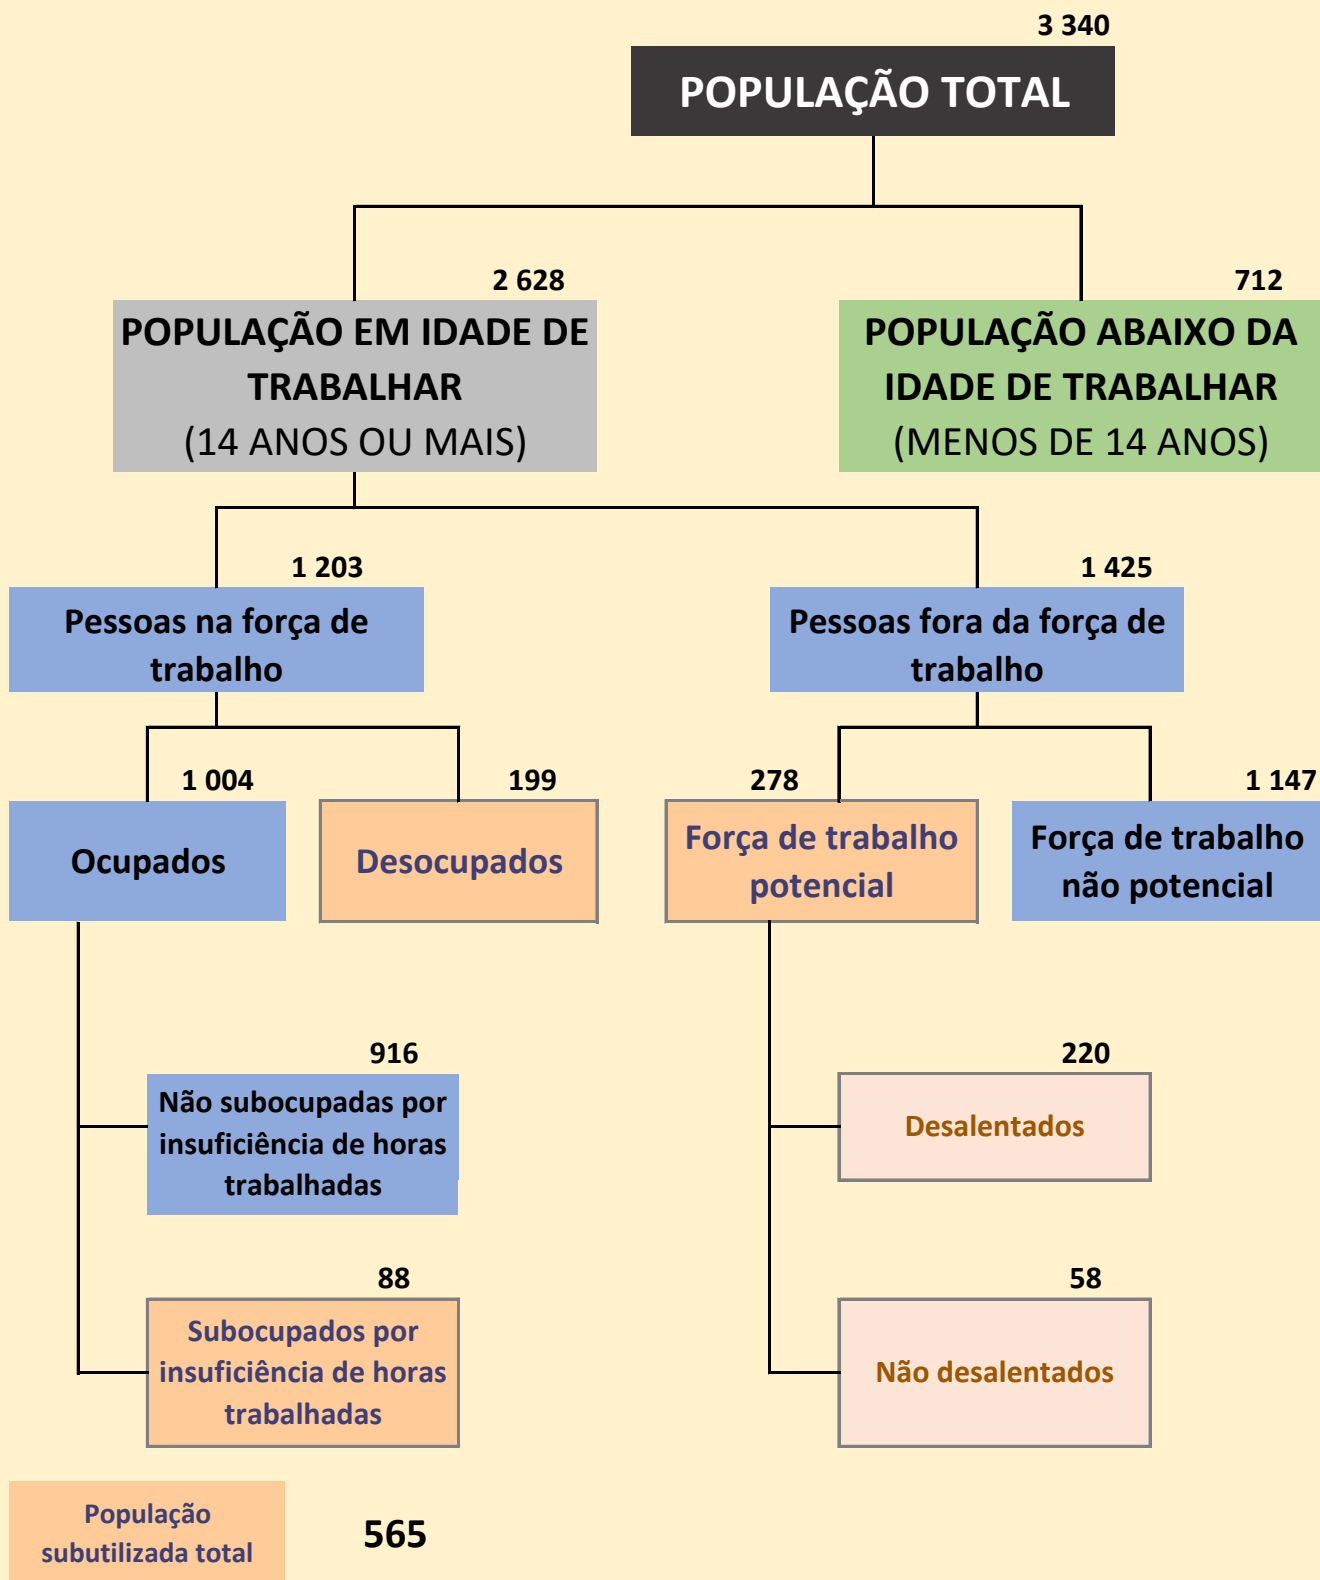 3 340
POPULAÇÃO TOTAL
2 628
POPULAÇÃO EM IDADE DE
TRABALHAR
(14 ANOS OU MAIS)
712
POPULAÇÃO ABAIXO DA
IDADE DE TRABALHAR
(MENOS DE 14 ANOS)
1 203
Pessoas na força de
trabalho
1 425
Pessoas fora da força de
trabalho
1 004
Ocupados
199
Desocupados
278
Força de trabalho
potencial
1 147
Força de trabalho
não potencial
916
Não subocupadas por
insuficiência de horas
trabalhadas
220
Desalentados
88
Subocupados por
insuficiência de horas
trabalhadas
58
Não desalentados
População
subutilizada total
565